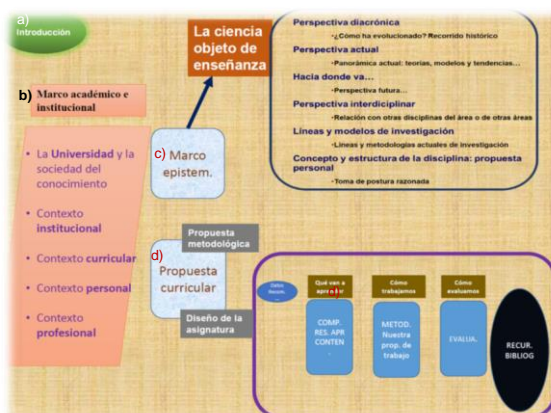 a)
Introducción
b) Marco académico e
institucional
• La Universidad y la
sociedad del
conocimiento
• Contexto
institucional
• Contexto curricular
• Contexto personal
• Contexto
profesional
La ciencia
objeto de
enseñanza
c) Marco
epistem.
Perspectiva diacrónica
•¿Cómo ha evolucionado? Recorrido histórico
Perspectiva actual
•Panorámica actual: teorías, modelos y tendencias…
Hacia donde va…
•Perspectiva futura…
Perspectiva interdiciplinar
•Relación con otras disciplinas del área o de otras áreas
Líneas y modelos de investigación
•Líneas y metodologías actuales de investigación
Concepto y estructura de la disciplina: propuesta
personal
•Toma de postura razonada
Propuesta
metodológica
d) Propuesta
curricular
Diseño de la
asignatura
Qué van a
d)
Cómo
trabajamos
Cómo
evaluamos
COMP.
RES. APR
CONTEN
.
METOD.
Nuestra
prop. de
trabajo
EVALUA.
RECUR.
BIBLIOG